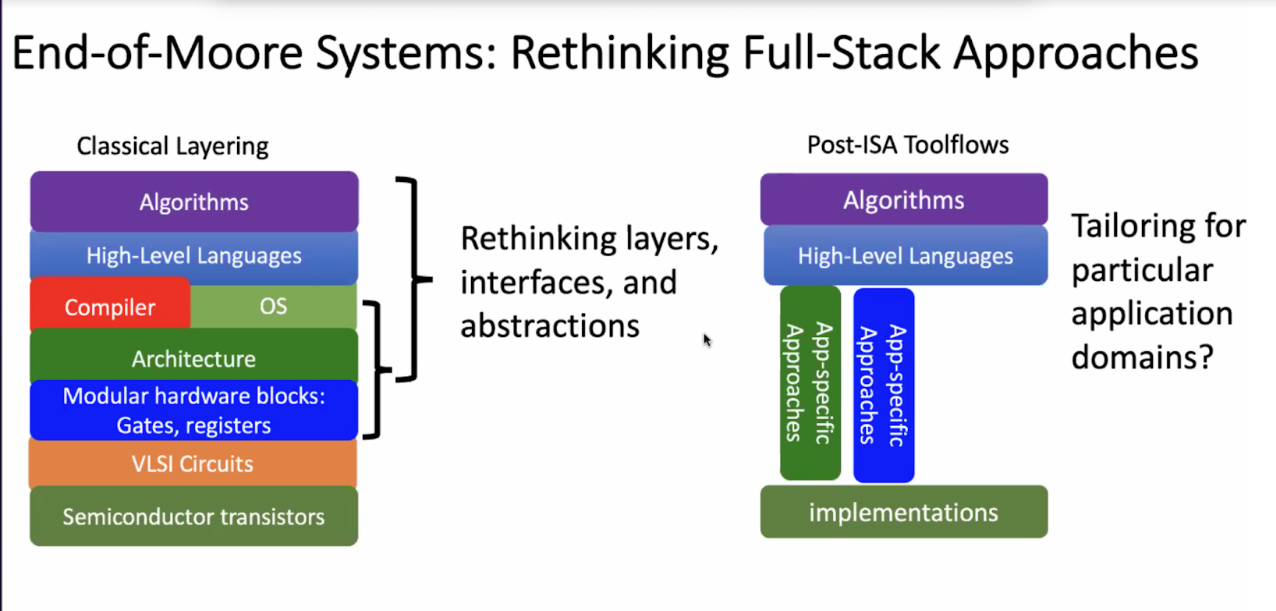 End-of-Moore Systems: Rethinking Full-Stack Approaches
Classical Layering
Algorithms
High-Level Languages
Compiler
OS
Architecture
Modular hardware blocks:
Gates, registers
VLSI Circuits
Semiconductor transistors
Rethinking layers,
interfaces, and
abstractions
Post-ISA Toolflows
Algorithms
High-Level Languages
App-specific
Approaches
App-specific
Approaches
implementations
Tailoring for
particular
application
domains?